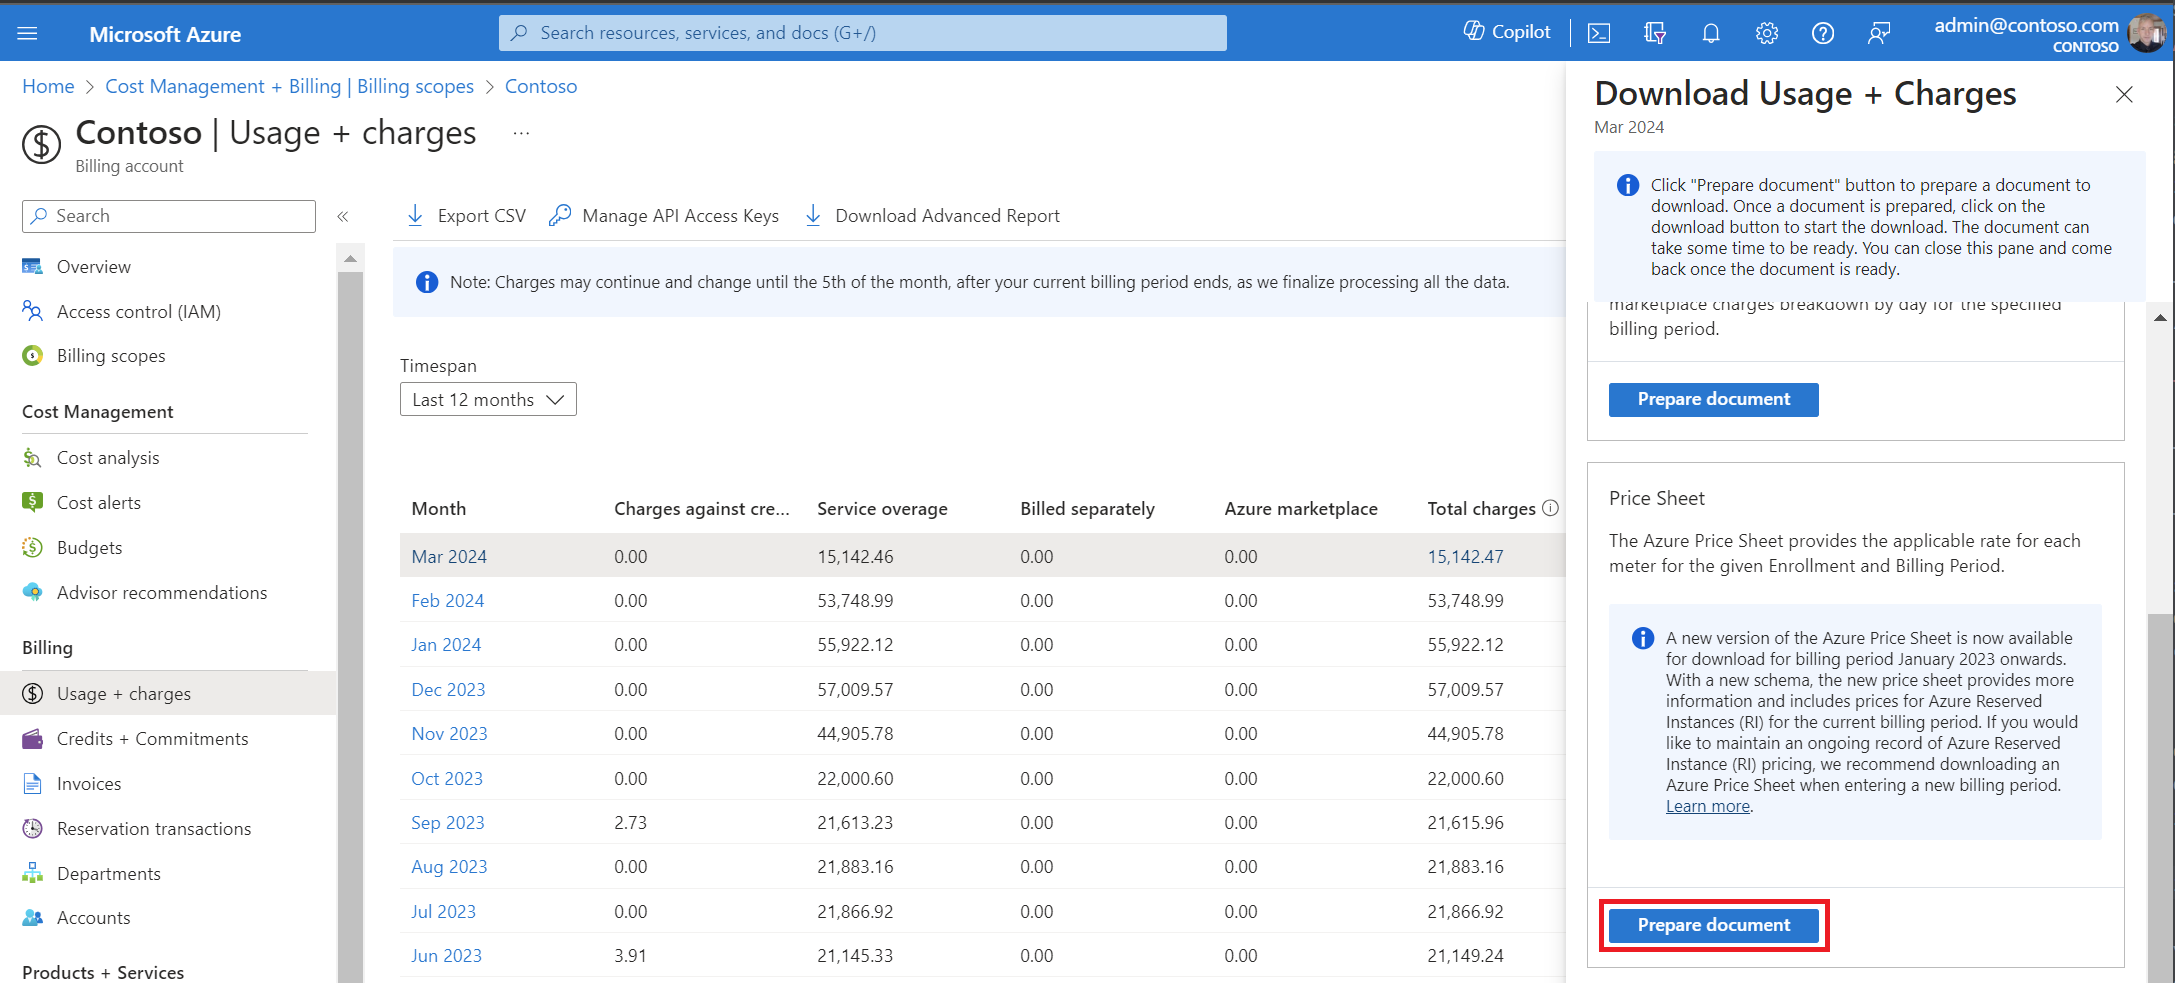 Microsoft Azure
Search resources, services, and docs (G+/)
Copilot
admin@contoso.com
CONTOSO
Home > Cost Management + Billing | Billing scopes > Contoso
Contoso | Usage + charges ...
Billing account
Search
«
Overview
Access control (IAM)
Billing scopes
Cost Management
Cost analysis
Cost alerts
Budgets
Advisor recommendations
Billing
Usage + charges
Credits + Commitments
Invoices
Reservation transactions
Departments
Accounts
Products + Services
Export CSV
Manage API Access Keys
Download Advanced Report
Note: Charges may continue and change until the 5th of the month, after your current billing period ends, as we finalize processing all the data.
Timespan
Last 12 months
Month Charges against cre... Service overage Billed separately Azure marketplace Total charges
Mar 2024 0.00 15,142.46 0.00 0.00 15,142.47
Feb 2024 0.00 53,748.99 0.00 0.00 53,748.99
Jan 2024 0.00 55,922.12 0.00 0.00 55,922.12
Dec 2023 0.00 57,009.57 0.00 0.00 57,009.57
Nov 2023 0.00 44,905.78 0.00 0.00 44,905.78
Oct 2023 0.00 22,000.60 0.00 0.00 22,000.60
Sep 2023 2.73 21,613.23 0.00 0.00 21,615.96
Aug 2023 0.00 21,883.16 0.00 0.00 21,883.16
Jul 2023 0.00 21,866.92 0.00 0.00 21,866.92
Jun 2023 3.91 21,145.33 0.00 0.00 21,149.24
Download Usage + Charges
Mar 2024
Click "Prepare document" button to prepare a document to
download. Once a document is prepared, click on the
download button to start the download. The document can
take some time to be ready. You can close this pane and come
back once the document is ready.
marketplace charges breakdown by day for the specified
billing period.
Prepare document
Price Sheet
The Azure Price Sheet provides the applicable rate for each
meter for the given Enrollment and Billing Period.
A new version of the Azure Price Sheet is now available
for download for billing period January 2023 onwards.
With a new schema, the new price sheet provides more
information and includes prices for Azure Reserved
Instances (RI) for the current billing period. If you would
like to maintain an ongoing record of Azure Reserved
Instance (RI) pricing, we recommend downloading an
Azure Price Sheet when entering a new billing period.
Learn more.
Prepare document